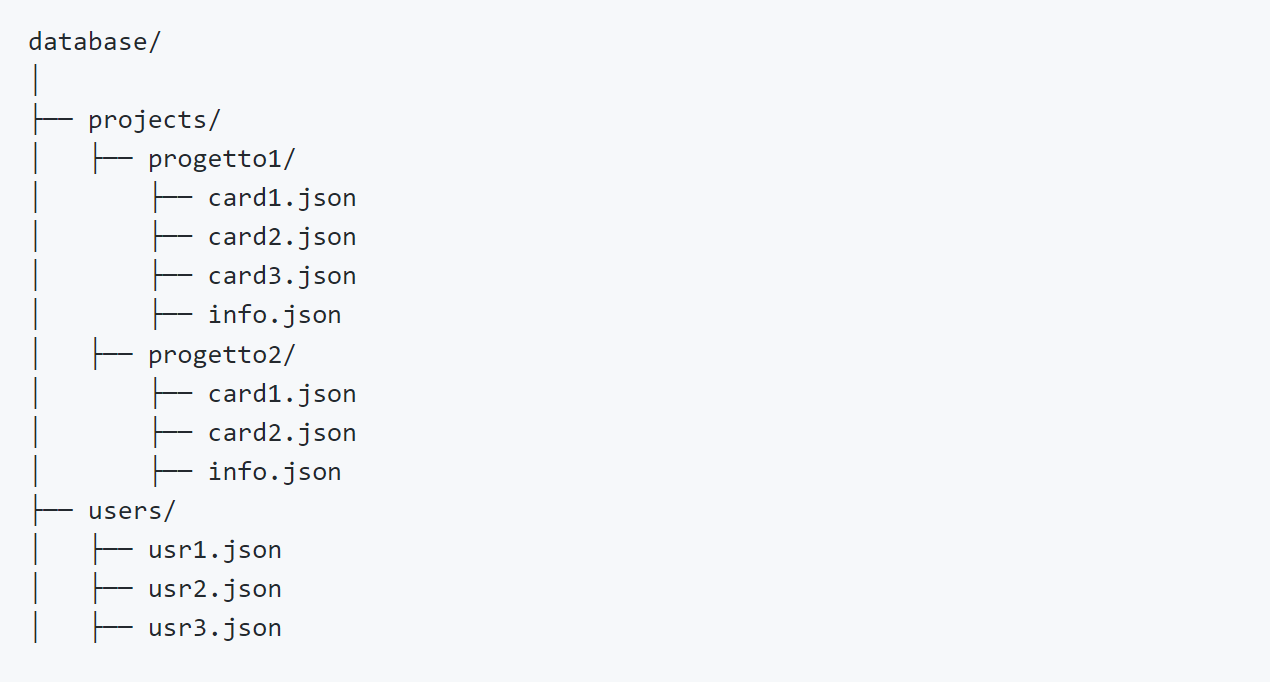 database/
│
├── projects/
│   ├── progetto1/
│       ├── card1.json
│       ├── card2.json
│       ├── card3.json
│       ├── info.json
│   ├── progetto2/
│       ├── card1.json
│       ├── card2.json
│       ├── info.json
├── users/
│   ├── usr1.json
│   ├── usr2.json
│   ├── usr3.json